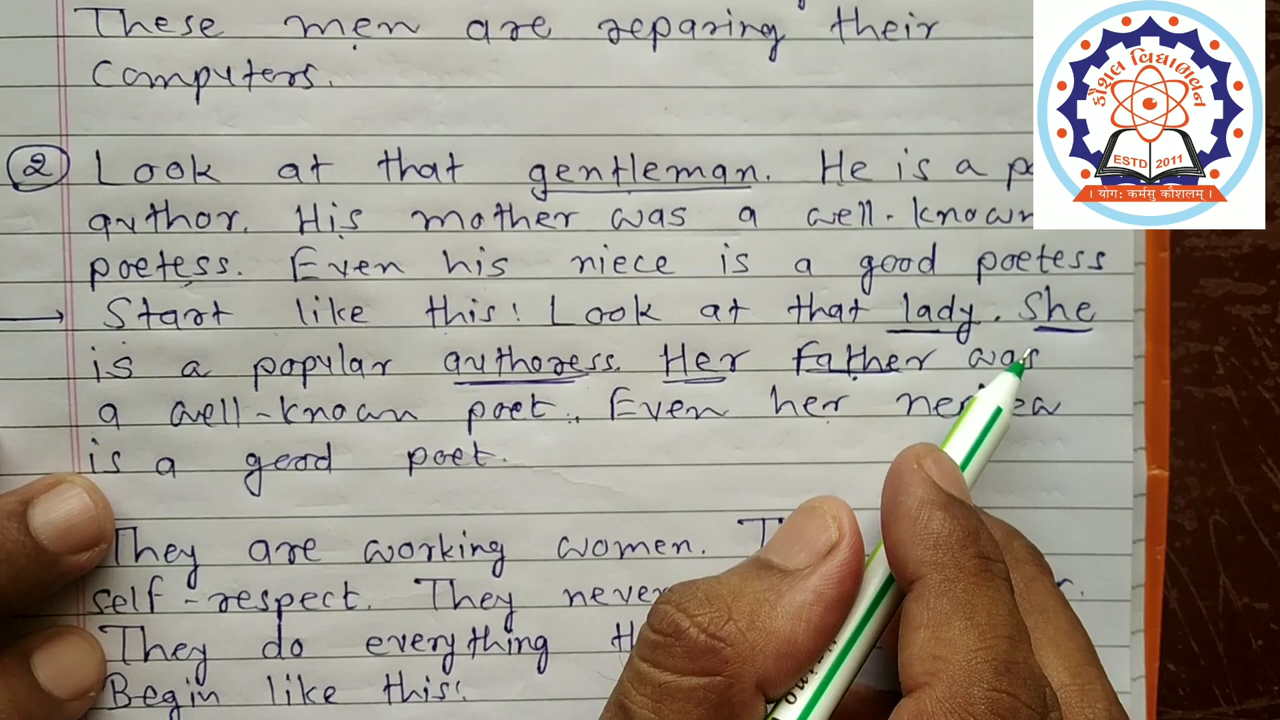 These men are reparing their
computers.
2 Look at that gentleman. He is a
author. His mother was a well-known
poetess. Even his niece is a good poetess
→ Start like this: Look at that lady. She
is a popular authoress. Her father was
a well-known poet. Even her
is a good poet.
They are working women.
self-respect. They never
They do everything
Begin like this:
કૌશલ વિદ્યાભવન
ESTD 2011
। योगः कर्मसु कौशलम् ।